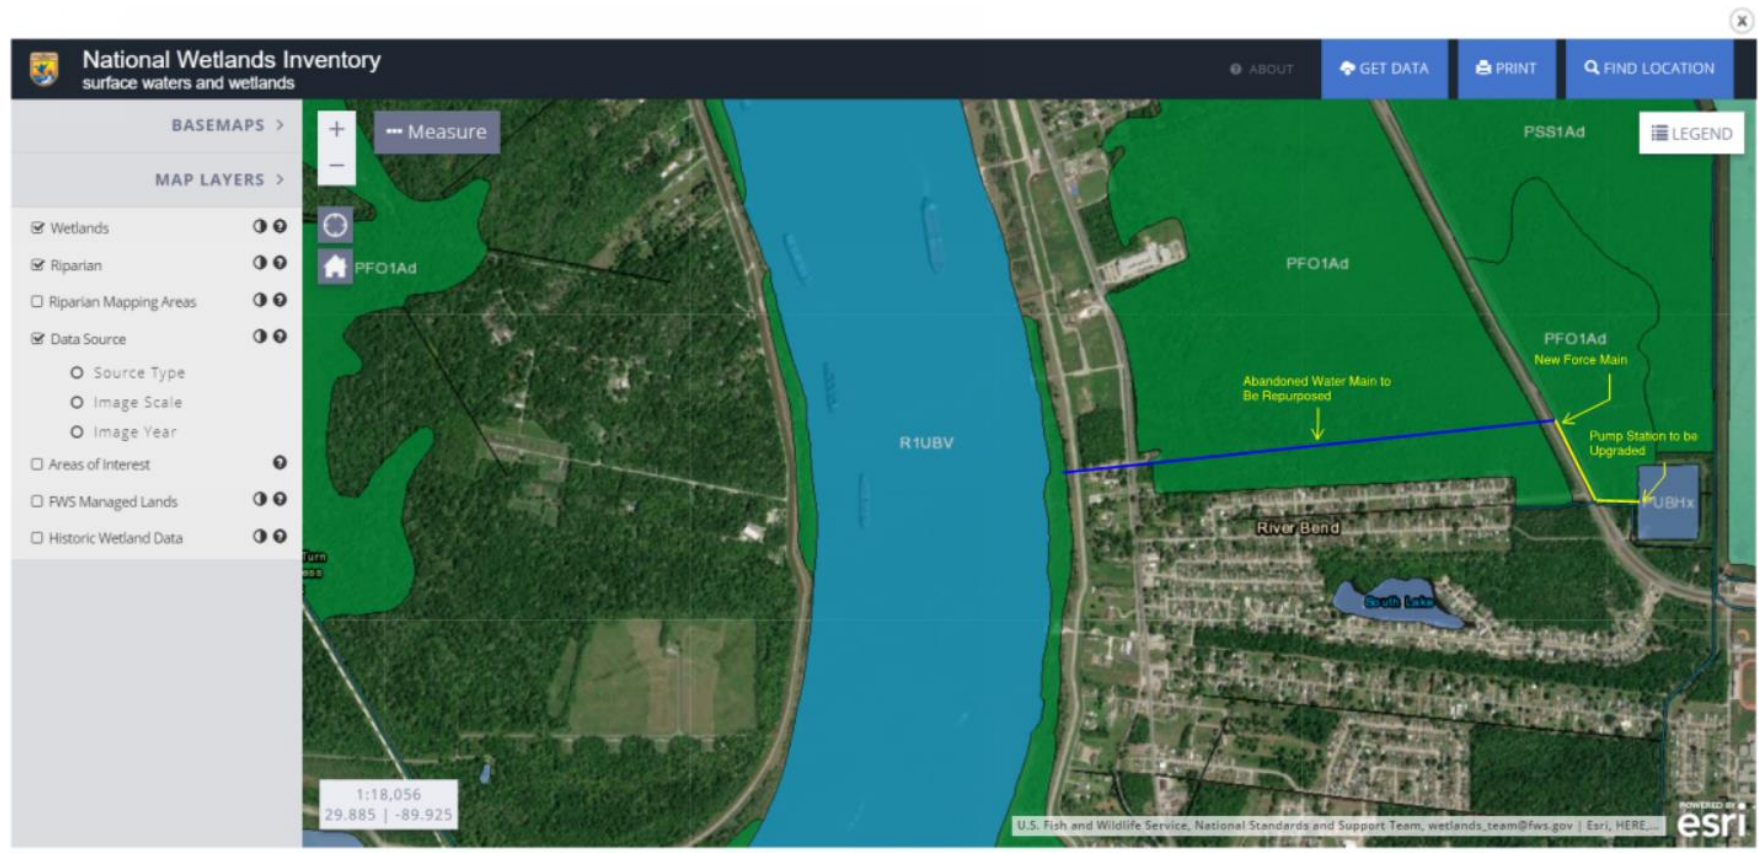 X
National Wetlands Inventory
surface waters and wetlands
ABOUT
GET DATA
PRINT
FIND LOCATION
BASEMAPS >
MAP LAYERS >
Wetlands
Riparian
Riparian Mapping Areas
Data Source
Source Type
Image Scale
Image Year
Areas of Interest
FWS Managed Lands
Historic Wetland Data
+
Measure
−
LEGEND
PSS1Ad
PFO1Ad
PFO1Ad
PFO1Ad
New Force Main
Abandoned Water Main to
Be Repurposed
Pump Station to be
Upgraded
R1UBV
UBHx
River Bend
Turn
South Lake
1:18,056
29.885 | -89.925
POWERED BY
esri
U.S. Fish and Wildlife Service, National Standards and Support Team, wetlands_team@fws.gov | Esri, HERE,...